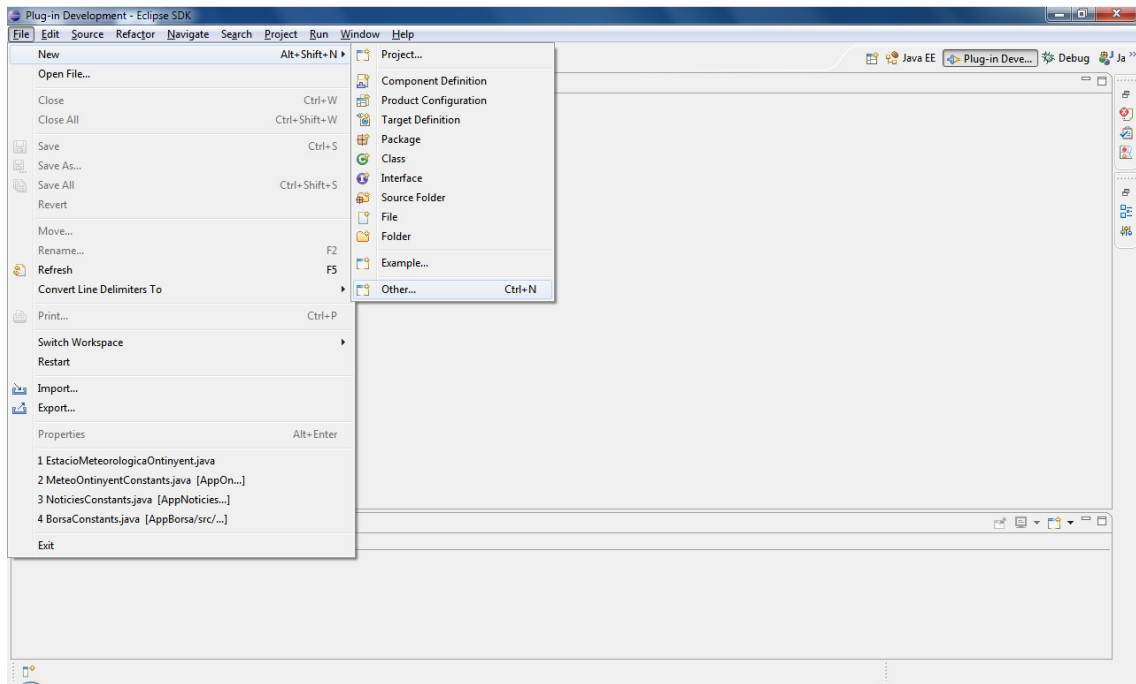 Plug-in Development - Eclipse SDK
File Edit Source Refactor Navigate Search Project Run Window Help
New Alt+Shift+N
Open File...
Close Ctrl+W
Close All Ctrl+Shift+W
Save Ctrl+S
Save As...
Save All Ctrl+Shift+S
Revert
Move...
Rename... F2
Refresh F5
Convert Line Delimiters To
Print... Ctrl+P
Switch Workspace
Restart
Import...
Export...
Properties Alt+Enter
1 EstacioMeteorologicaOntinyent.java
2 MeteoOntinyentConstants.java [AppOn...]
3 NoticiesConstants.java [AppNoticies...]
4 BorsaConstants.java [AppBorsa/src/...]
Exit
Project...
Component Definition
Product Configuration
Target Definition
Package
Class
Interface
Source Folder
File
Folder
Example...
Other... Ctrl+N
Java EE Plug-in Deve... Debug Ja